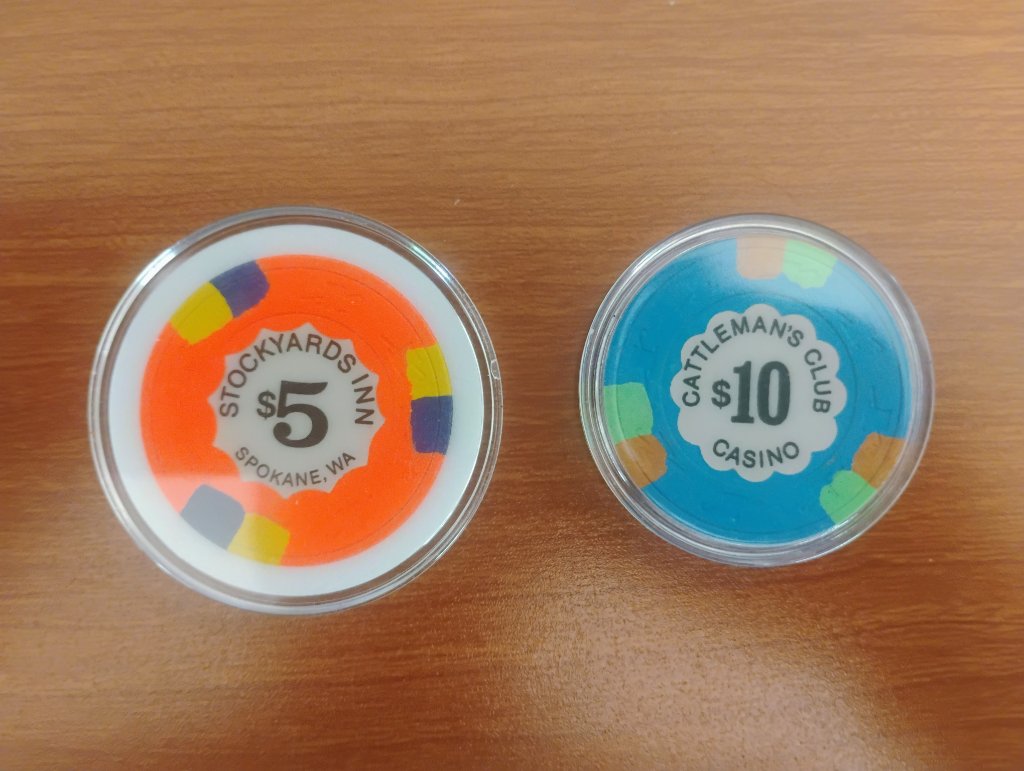 STOCKYARDS INN
$5
SPOKANE, WA
CATTLEMAN'S CLUB
$10
CASINO